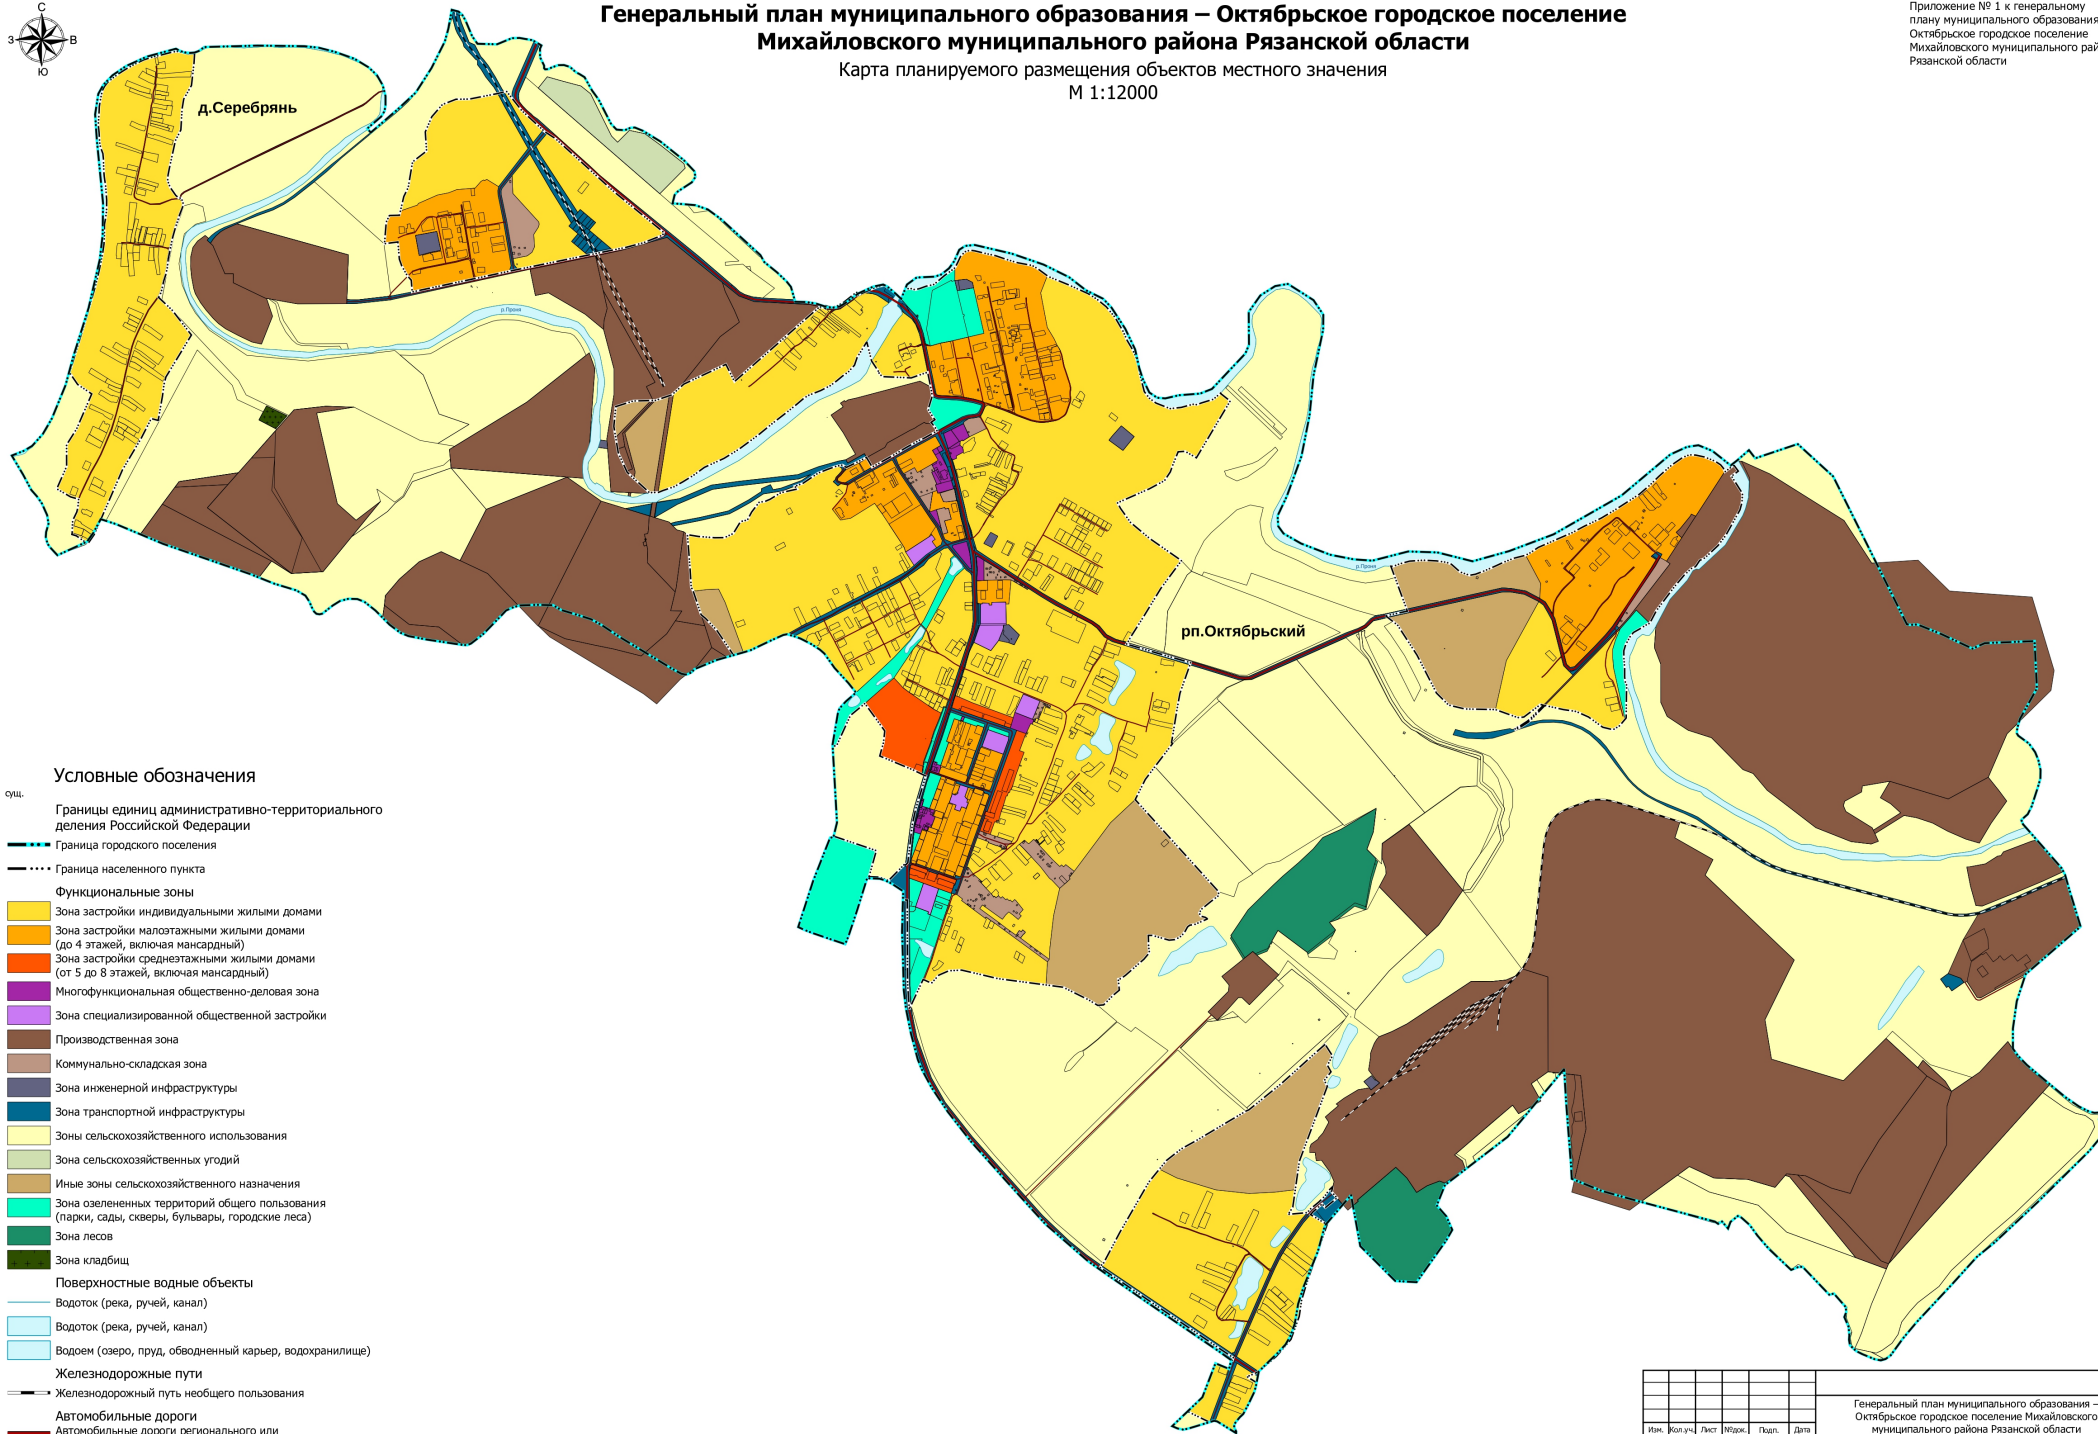 С
З
В
Ю
Генеральный план муниципального образования – Октябрьское городское поселение
Михайловского муниципального района Рязанской области
Карта планируемого размещения объектов местного значения
М 1:12000
Приложение № 1 к генеральному
плану муниципального образования
Октябрьское городское поселение
Михайловского муниципального рай
Рязанской области
д.Серебрянь
р.Проня
р.Проня
рп.Октябрьский
Условные обозначения
сущ.
Границы единиц административно-территориального
деления Российской Федерации
Граница городского поселения
Граница населенного пункта
Функциональные зоны
Зона застройки индивидуальными жилыми домами
Зона застройки малоэтажными жилыми домами
(до 4 этажей, включая мансардный)
Зона застройки среднеэтажными жилыми домами
(от 5 до 8 этажей, включая мансардный)
Многофункциональная общественно-деловая зона
Зона специализированной общественной застройки
Производственная зона
Коммунально-складская зона
Зона инженерной инфраструктуры
Зона транспортной инфраструктуры
Зоны сельскохозяйственного использования
Зона сельскохозяйственных угодий
Иные зоны сельскохозяйственного назначения
Зона озелененных территорий общего пользования
(парки, сады, скверы, бульвары, городские леса)
Зона лесов
Зона кладбищ
Поверхностные водные объекты
Водоток (река, ручей, канал)
Водоток (река, ручей, канал)
Водоем (озеро, пруд, обводненный карьер, водохранилище)
Железнодорожные пути
Железнодорожный путь необщего пользования
Автомобильные дороги
Автомобильные дороги регионального или
Генеральный план муниципального образования –
Октябрьское городское поселение Михайловского
муниципального района Рязанской области
Изм. Кол.уч. Лист №док. Подп. Дата